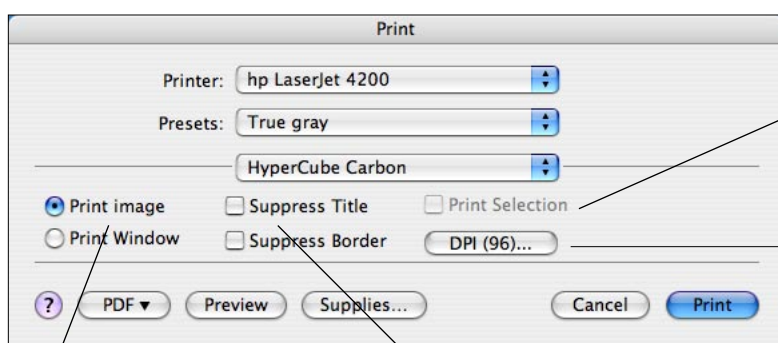 Print
Printer: hp LaserJet 4200
Presets: True gray
HyperCube Carbon
Print image Suppress Title Print Selection
Print Window Suppress Border DPI (96)...
? PDF ▼ Preview Supplies... Cancel Print